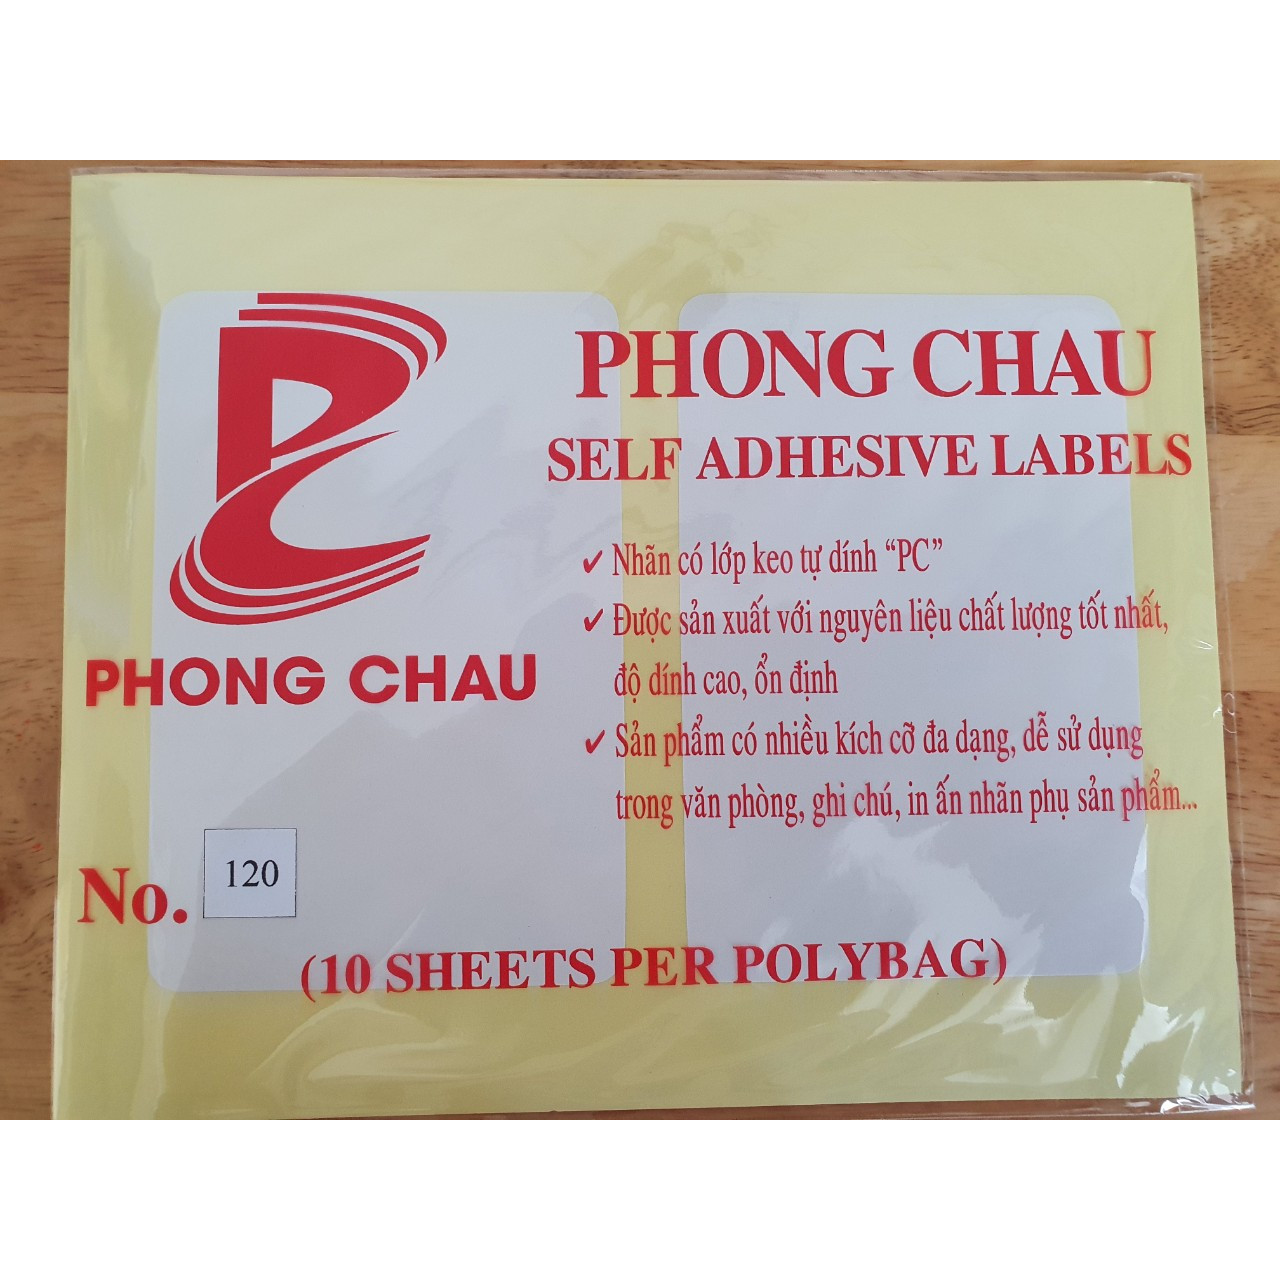 PC
PHONG CHAU
PHONG CHAU
SELF ADHESIVE LABELS
✓ Nhãn có lớp keo tự dính “PC”
✓ Được sản xuất với nguyên liệu chất lượng tốt nhất,
độ dính cao, ổn định
✓ Sản phẩm có nhiều kích cỡ đa dạng, dễ sử dụng
trong văn phòng, ghi chú, in ấn nhãn phụ sản phẩm...
No. 120
(10 SHEETS PER POLYBAG)